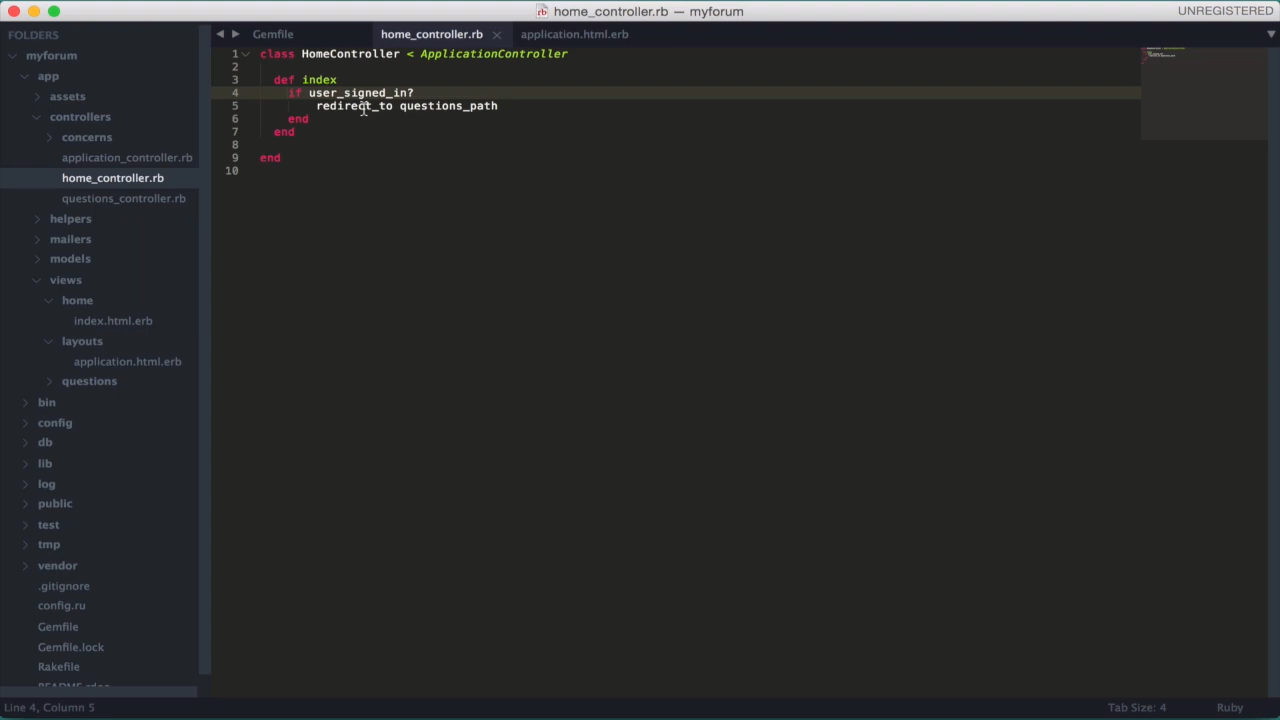 home_controller.rb — myforum
UNREGISTERED
FOLDERS
myforum
app
assets
controllers
concerns
application_controller.rb
home_controller.rb
questions_controller.rb
helpers
mailers
models
views
home
index.html.erb
layouts
application.html.erb
questions
bin
config
db
lib
log
public
test
tmp
vendor
.gitignore
config.ru
Gemfile
Gemfile.lock
Rakefile
README.rdoc
Gemfile
home_controller.rb
application.html.erb
1 class HomeController < ApplicationController
2
3 def index
4 if user_signed_in?
5 redirect_to questions_path
6 end
7 end
8
9 end
10
Line 4, Column 5
Tab Size: 4
Ruby